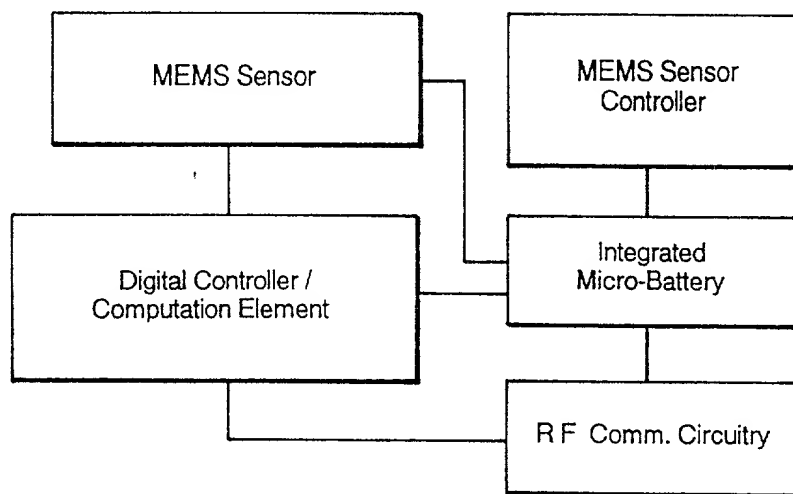 MEMS Sensor
MEMS Sensor
Controller
Digital Controller /
Computation Element
Integrated
Micro-Battery
R F Comm. Circuitry